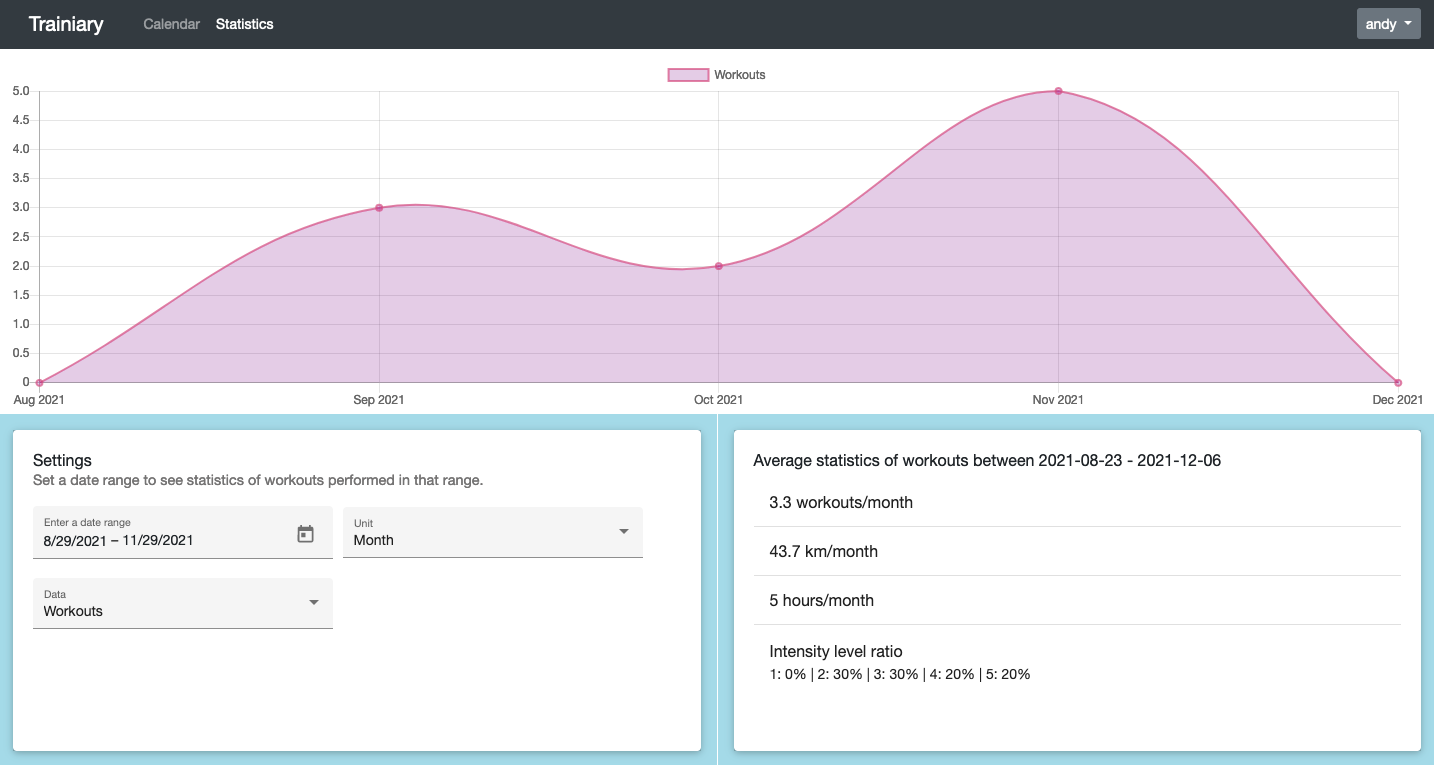 Trainiary Calendar Statistics andy
Workouts
5.0
4.5
4.0
3.5
3.0
2.5
2.0
1.5
1.0
0.5
0
Aug 2021 Sep 2021 Oct 2021 Nov 2021 Dec 2021
Settings
Set a date range to see statistics of workouts performed in that range.
Enter a date range
8/29/2021 – 11/29/2021
Unit
Month
Data
Workouts
Average statistics of workouts between 2021-08-23 - 2021-12-06
3.3 workouts/month
43.7 km/month
5 hours/month
Intensity level ratio
1: 0% | 2: 30% | 3: 30% | 4: 20% | 5: 20%